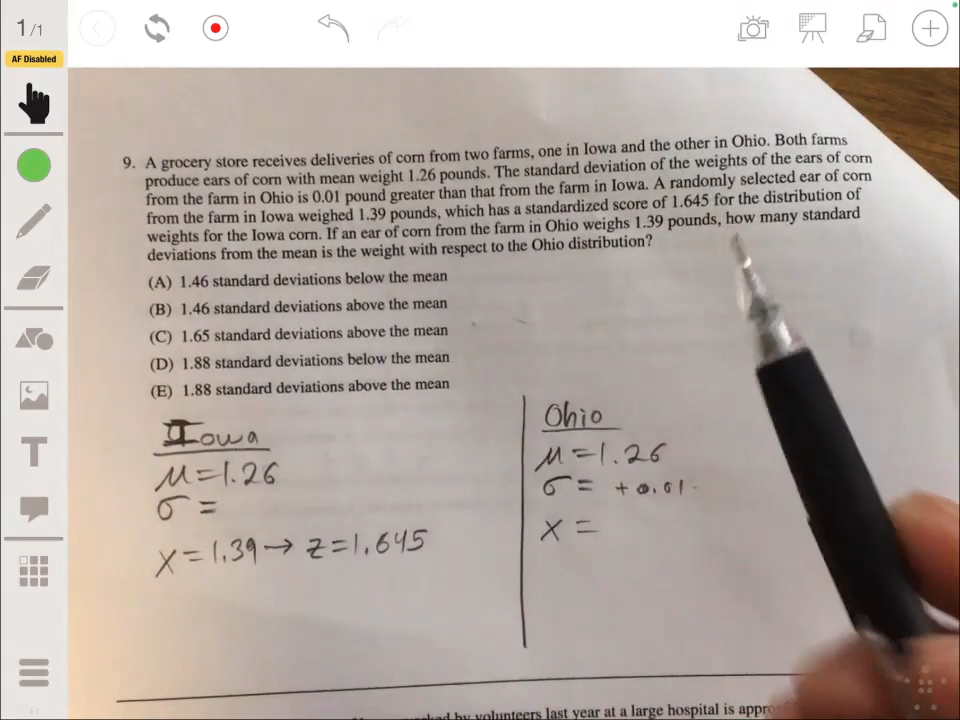 1/1
AF Disabled
9. A grocery store receives deliveries of corn from two farms, one in Iowa and the other in Ohio. Both farms
produce ears of corn with mean weight 1.26 pounds. The standard deviation of the weights of the ears of corn
from the farm in Ohio is 0.01 pound greater than that from the farm in Iowa. A randomly selected ear of corn
from the farm in Iowa weighed 1.39 pounds, which has a standardized score of 1.645 for the distribution of
weights for the Iowa corn. If an ear of corn from the farm in Ohio weighs 1.39 pounds, how many standard
deviations from the mean is the weight with respect to the Ohio distribution?
(A) 1.46 standard deviations below the mean
(B) 1.46 standard deviations above the mean
(C) 1.65 standard deviations above the mean
(D) 1.88 standard deviations below the mean
(E) 1.88 standard deviations above the mean
Iowa
μ=1.26
σ =
x=1.39→ z=1.645
Ohio
μ=1.26
σ = +0.01
x =
T
by volunteers last year at a large hospital is